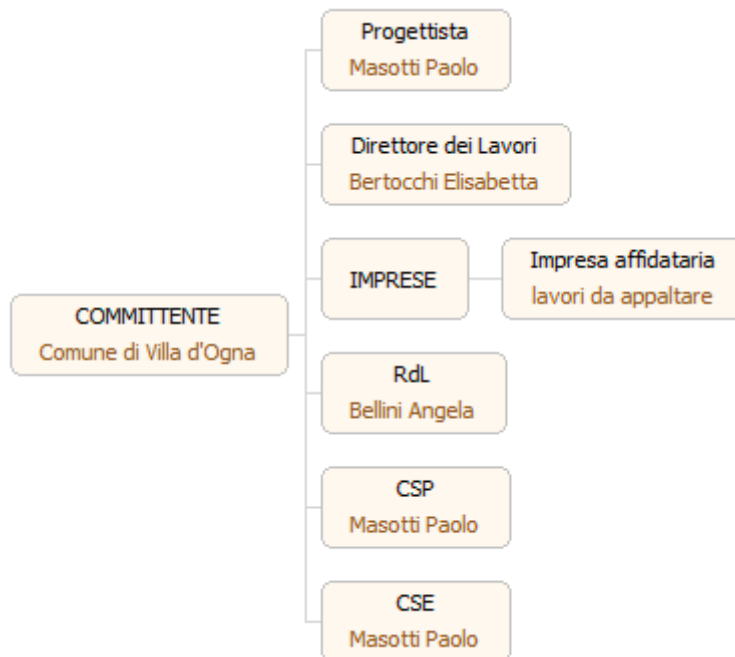 Progettista
Masotti Paolo
Direttore dei Lavori
Bertocchi Elisabetta
IMPRESE
Impresa affidataria
lavori da appaltare
COMMITTENTE
Comune di Villa d'Ogna
RdL
Bellini Angela
CSP
Masotti Paolo
CSE
Masotti Paolo